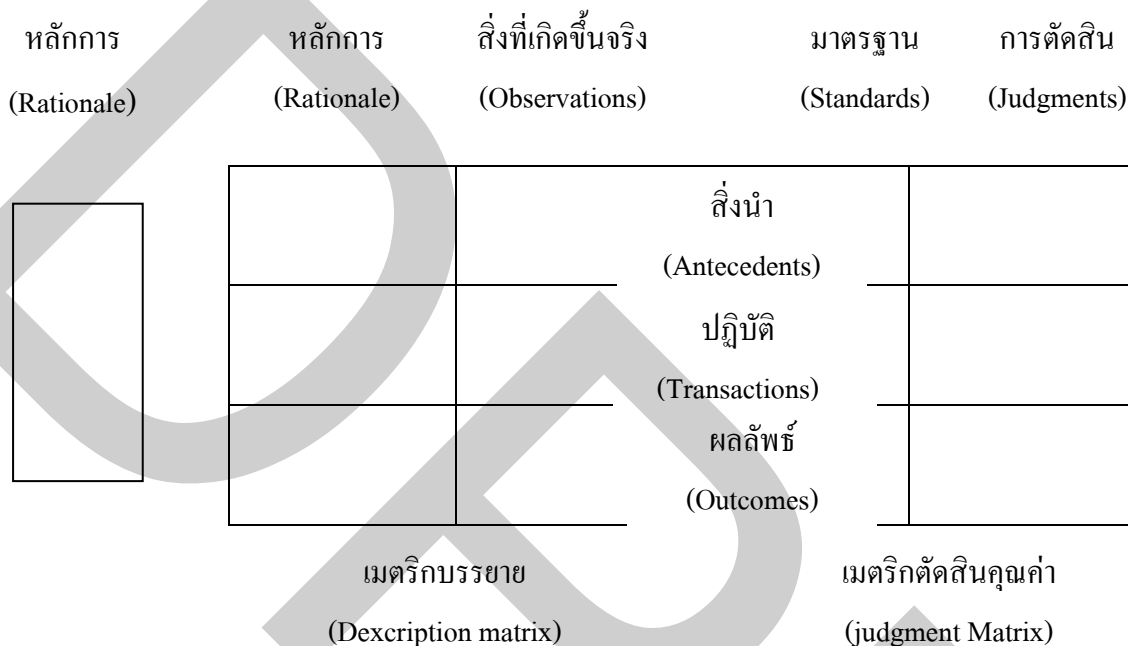 หลักการ หลักการ สิ่งที่เกิดขึ้นจริง มาตรฐาน การตัดสิน
(Rationale) (Rationale) (Observations) (Standards) (Judgments)
สิ่งนำ
(Antecedents)
ปฏิบัติ
(Transactions)
ผลลัพธ์
(Outcomes)
เมตริกบรรยาย เมตริกตัดสินคุณค่า
(Dexcription matrix) (judgment Matrix)